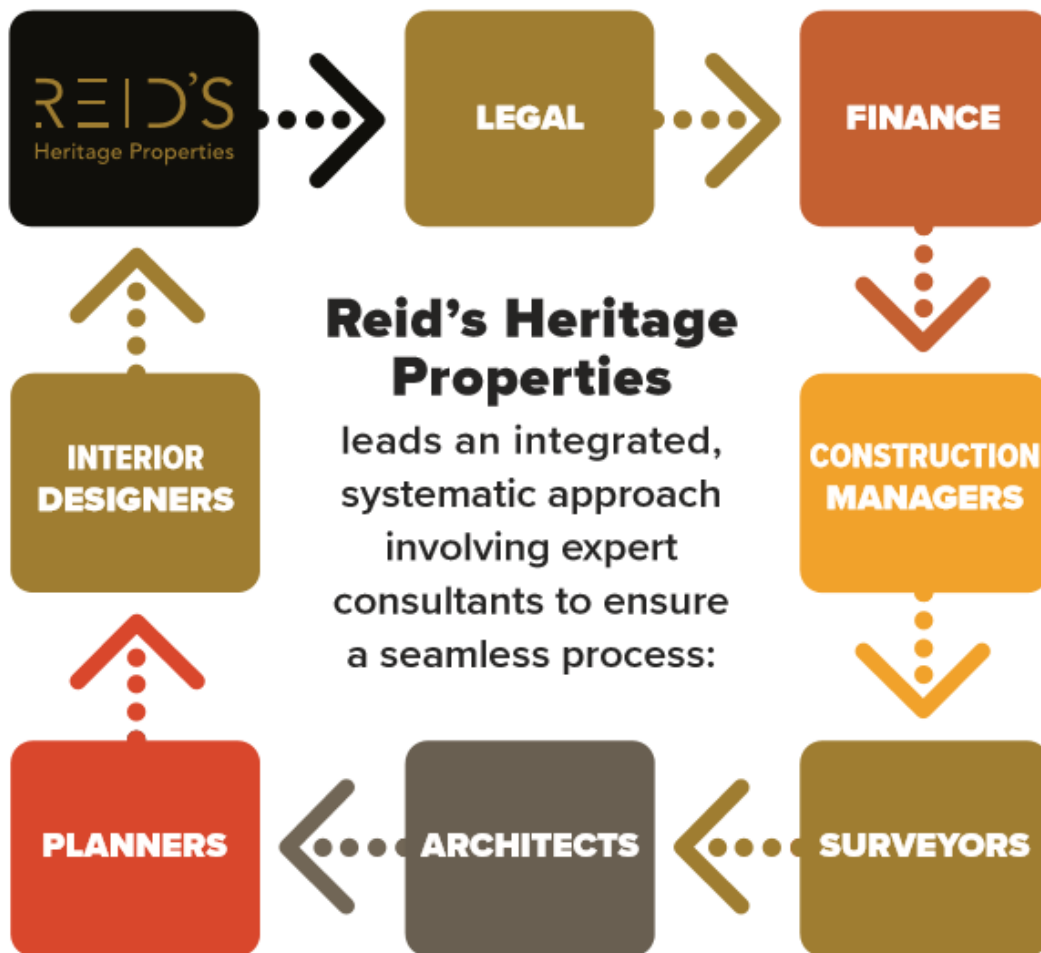 REID'S
Heritage Properties
LEGAL
FINANCE
Reid's Heritage
Properties
leads an integrated,
systematic approach
involving expert
consultants to ensure
a seamless process:
INTERIOR
DESIGNERS
CONSTRUCTION
MANAGERS
PLANNERS
ARCHITECTS
SURVEYORS